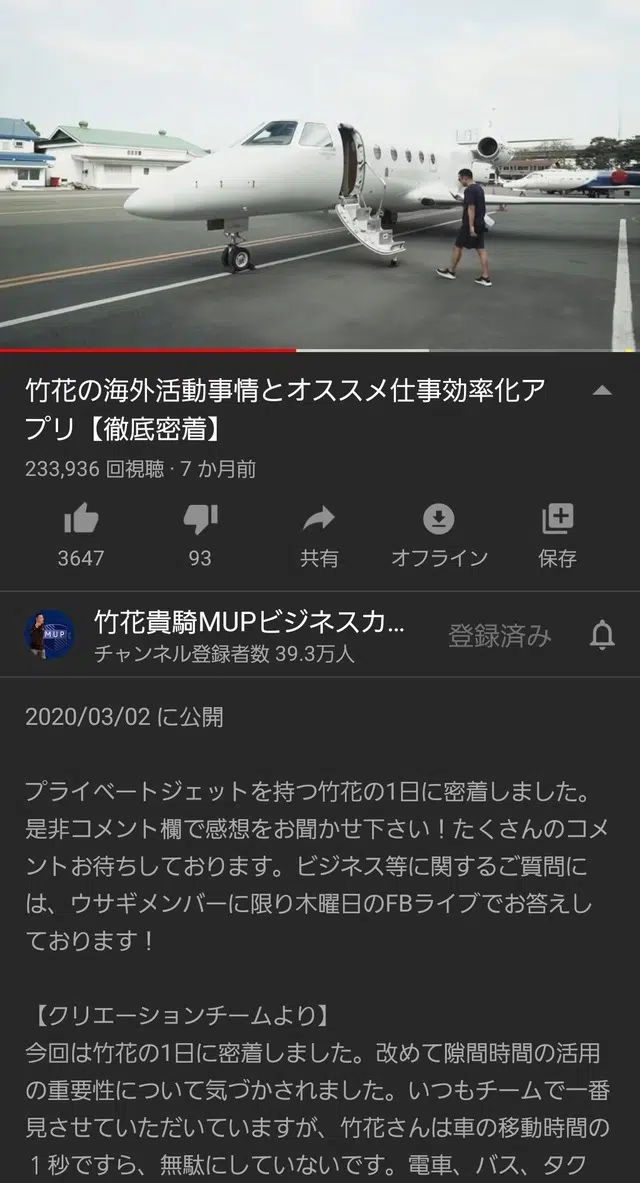 竹花の海外活動事情とオススメ仕事効率化ア
プリ【徹底密着】
233,936 回視聴・7 か月前
3647
93
共有
オフライン
保存
MUP
竹花貴騎MUPビジネスカ...
チャンネル登録者数 39.3万人
登録済み
2020/03/02 に公開
プライベートジェットを持つ竹花の1日に密着しました。
是非コメント欄で感想をお聞かせ下さい！たくさんのコメ
ントお待ちしております。ビジネス等に関するご質問に
は、ウサギメンバーに限り木曜日のFBライブでお答えし
ております！
【クリエーションチームより】
今回は竹花の1日に密着しました。改めて隙間時間の活用
の重要性について気づかされました。いつもチームで一番
見させていただいていますが、竹花さんは車の移動時間の
１秒ですら、無駄にしていないです。電車、バス、タク